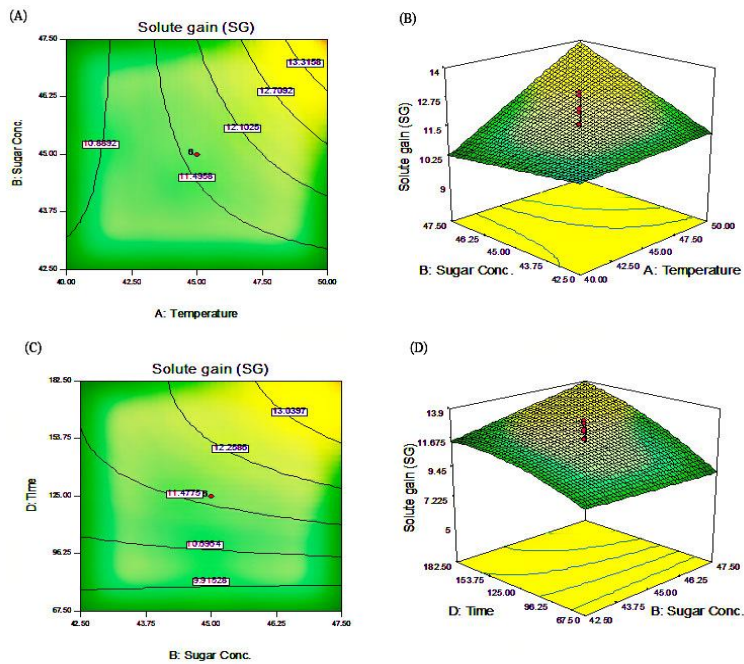 (A)
Solute gain (SG)
47.50
46.25
45.00
43.75
42.50
B: Sugar Conc.
13.3158
12.7092
12.1025
10.8892
6
11.4958
40.00 42.50 45.00 47.50 50.00
A: Temperature
(B)
14
12.75
11.5
10.25
9
Solute gain (SG)
47.50
46.25
45.00
43.75
42.50
40.00
42.50
45.00
47.50
50.00
B: Sugar Conc.
A: Temperature
(C)
Solute gain (SG)
182.50
153.75
125.00
96.25
67.50
D: Time
13.0397
12.2586
11.4775
6
10.6964
9.91528
42.50 43.75 45.00 46.25 47.50
B: Sugar Conc.
(D)
13.9
11.675
9.45
7.225
5
Solute gain (SG)
182.50
153.75
125.00
96.25
67.50
42.50
43.75
45.00
46.25
47.50
D: Time
B: Sugar Conc.